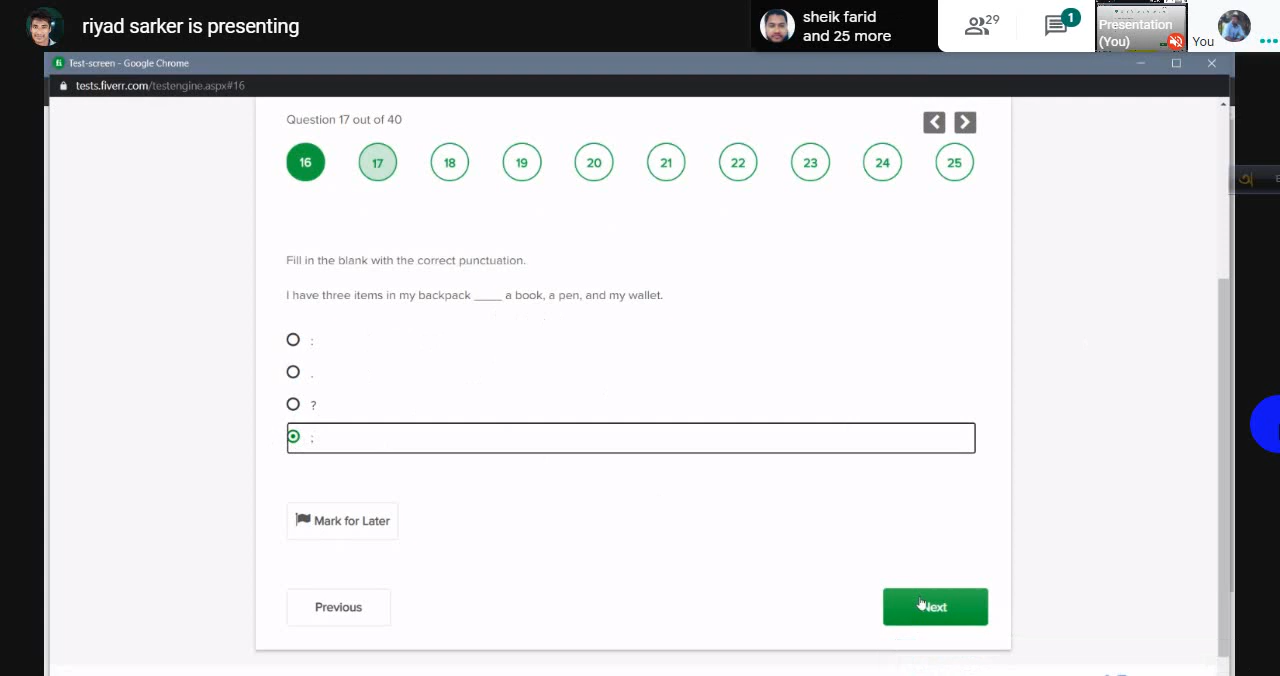 riyad sarker is presenting
sheik farid
and 25 more
29
1
Presentation
(You)
You
Test-screen - Google Chrome
tests.fiverr.com/testengine.aspx#16
Question 17 out of 40
16 17 18 19 20 21 22 23 24 25
Fill in the blank with the correct punctuation.
I have three items in my backpack ____ a book, a pen, and my wallet.
:
.
?
;
Mark for Later
Previous
Next
অ